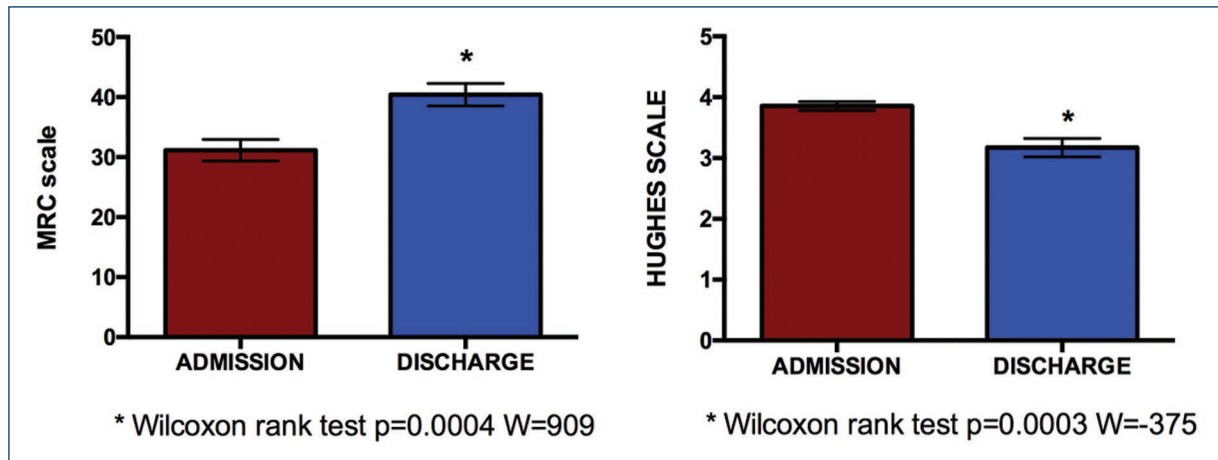 50
40
30
20
10
0
MRC scale
*
ADMISSION
DISCHARGE
* Wilcoxon rank test p=0.0004 W=909
5
4
3
2
1
0
HUGHES SCALE
*
ADMISSION
DISCHARGE
* Wilcoxon rank test p=0.0003 W=-375